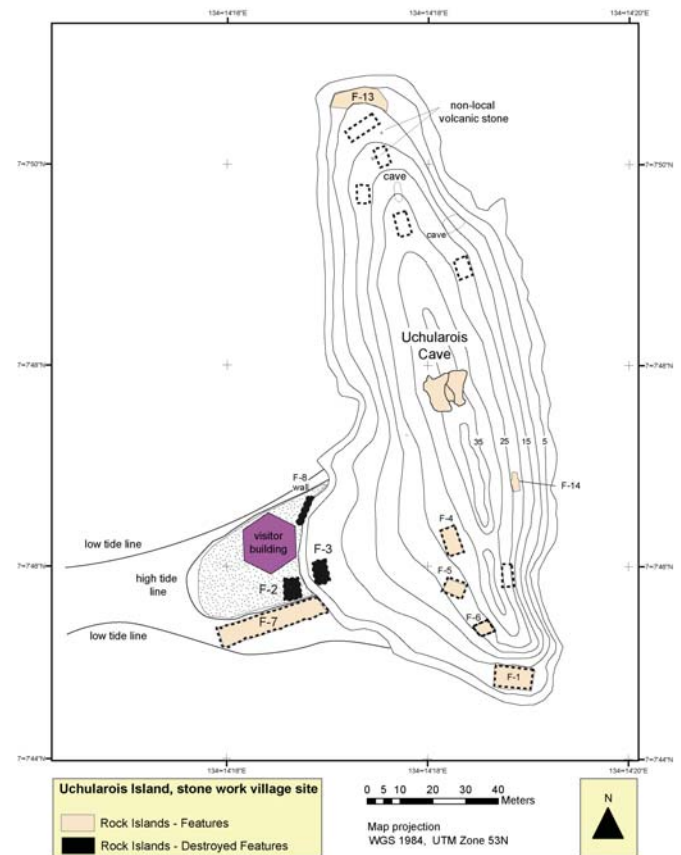 134=14'16"E
134=14'18"E
134=14'20"E
F-13
non-local
volcanic stone
7=7'50"N
7=7'50"N
cave
cave
Uchularois
Cave
7=7'48"N
7=7'48"N
35
25
15
5
F-14
F-8
wall
F-4
low tide line
visitor
building
F-3
7=7'46"N
7=7'46"N
F-5
high tide
line
F-2
F-6
F-7
low tide line
F-1
7=7'44"N
7=7'44"N
134=14'16"E
134=14'18"E
134=14'20"E
Uchularois Island, stone work village site
Rock Islands - Features
Rock Islands - Destroyed Features
0 5 10 20 30 40
Meters
Map projection
WGS 1984, UTM Zone 53N
N